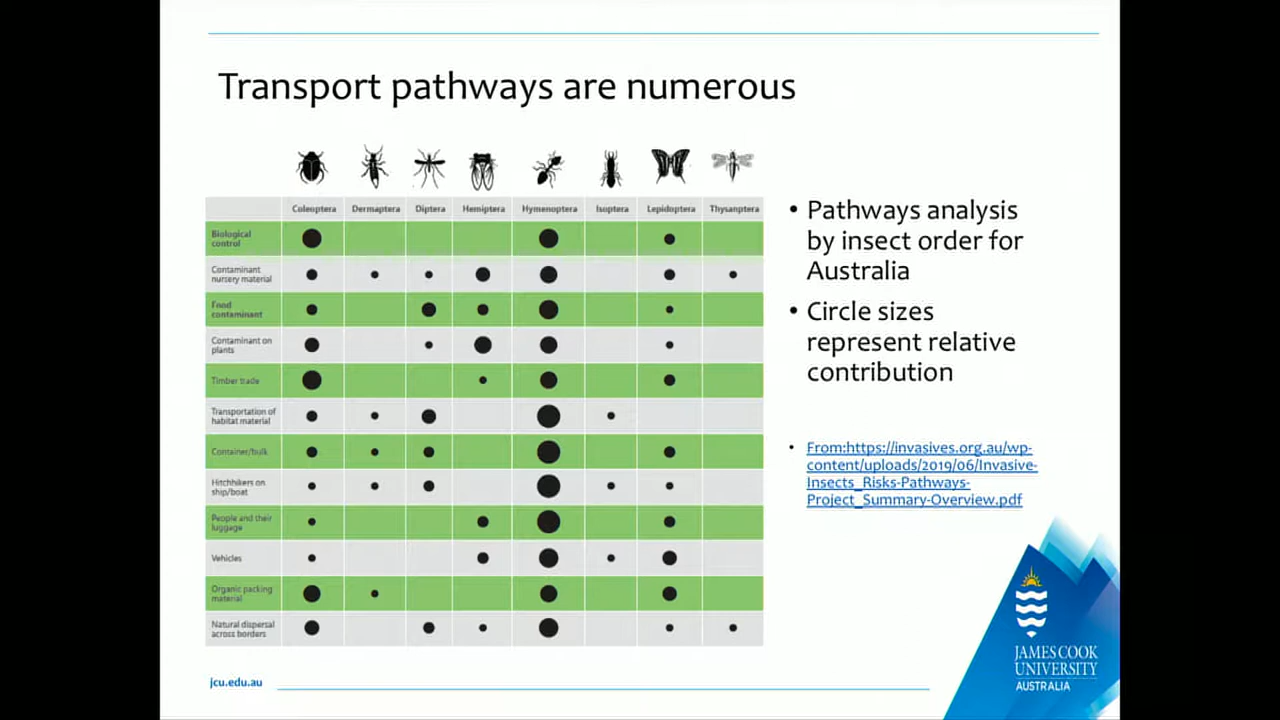 Transport pathways are numerous
Coleoptera Dermaptera Diptera Hemiptera Hymenoptera Isoptera Lepidoptera Thysanptera
Biological
control
Contaminant
nursery material
Food
contaminant
Contaminant on
plants
Timber trade
Transportation of
habitat material
Container/bulk
Hitchhikers on
ship/boat
People and their
luggage
Vehicles
Organic packing
material
Natural dispersal
across borders
• Pathways analysis
by insect order for
Australia
• Circle sizes
represent relative
contribution
• From:https://invasives.org.au/wp-
content/uploads/2019/06/Invasive-
Insects_Risks-Pathways-
Project_Summary-Overview.pdf
JAMES COOK
UNIVERSITY
AUSTRALIA
jcu.edu.au